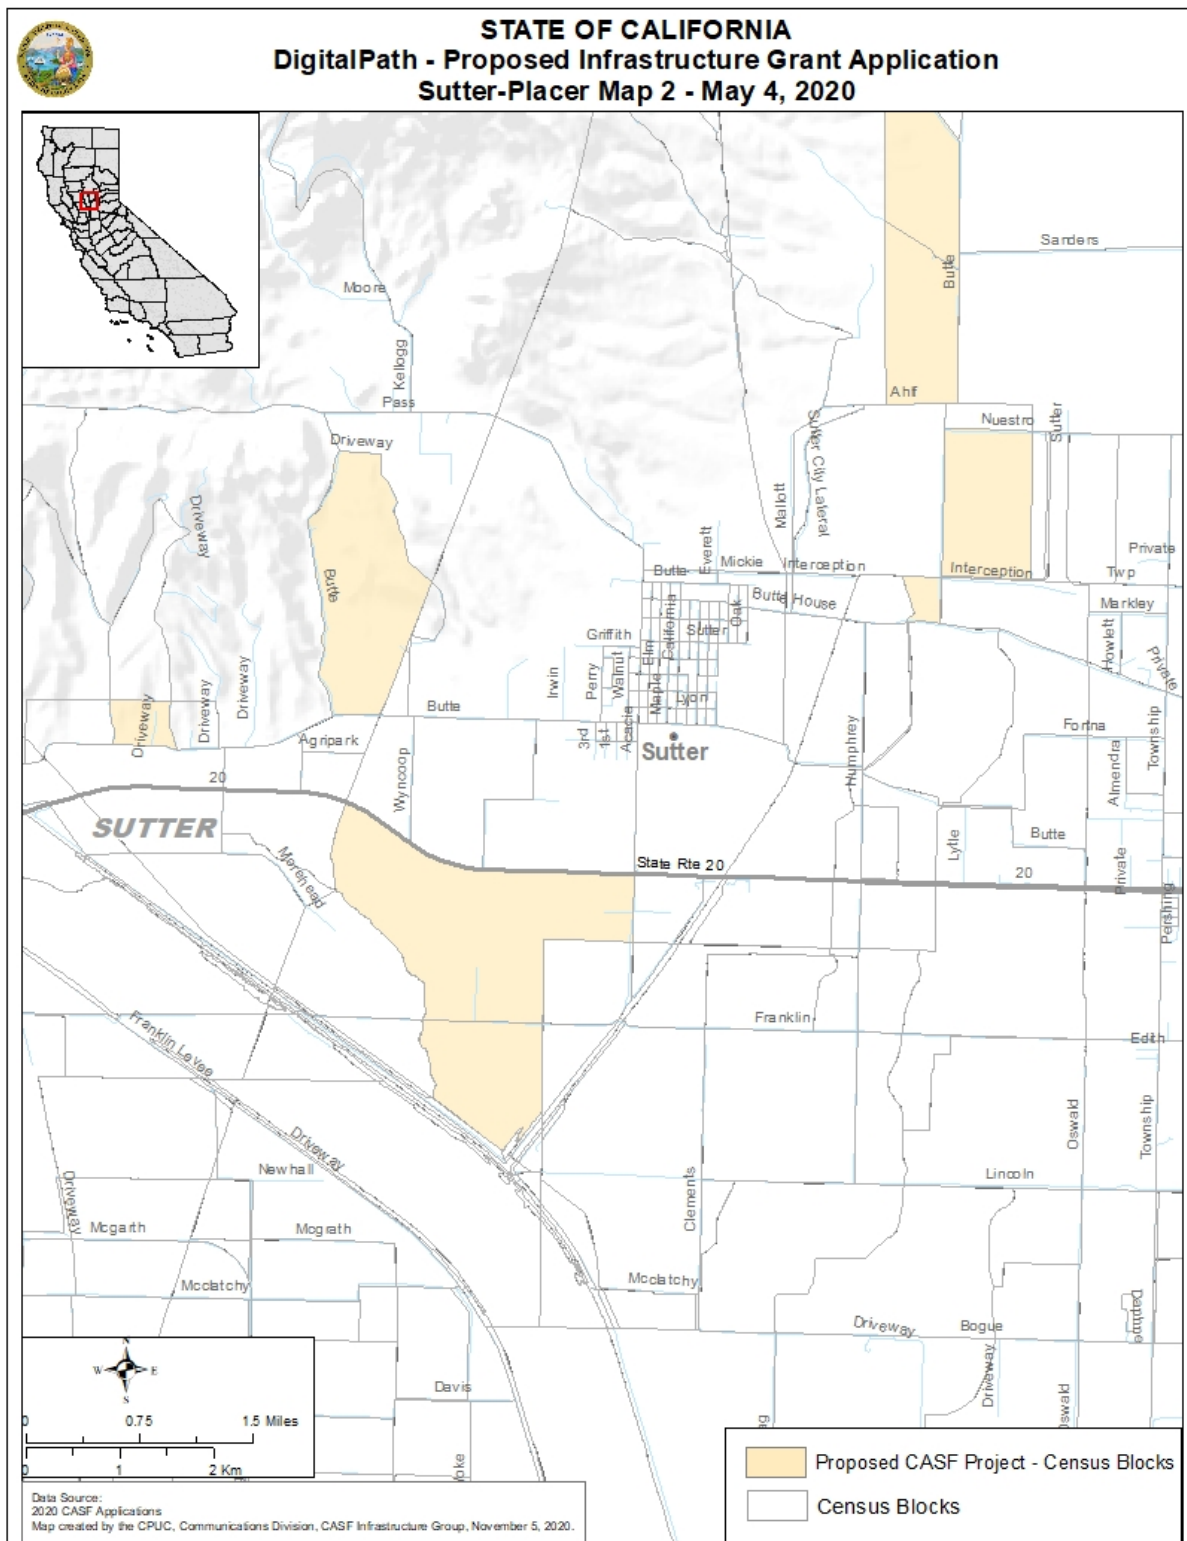 STATE OF CALIFORNIA
DigitalPath - Proposed Infrastructure Grant Application
Sutter-Placer Map 2 - May 4, 2020
Sanders
Butte
Moore
Kellogg
Pass
Ahlf
Nuestro
Sutter
Driveway
Sutter City Lateral
Mallott
Driveway
Everett
Mickie
Interception
Butte
Interception
Private
Twp
Butte
Butte House
Oak
California
Markley
Griffith
Sutter
Elm
Howlett
Private
Walnut
Perry
Irwin
Maple
Lyon
Driveway
Driveway
Driveway
Butte
Acacia
1st
3rd
Fortna
Township
Agripark
Sutter
Humphrey
Almendra
20
Wyncoop
SUTTER
Lytle
Butte
Morehead
State Rte 20
20
Private
Pershing
Franklin
Franklin Levee
Edith
Oswald
Township
Driveway
Newhall
Lincoln
Clements
Driveway
Mcgarth
Mcgrath
Mcclatchy
Mcclatchy
Daphne
Driveway
Bogue
Driveway
Davis
oswald
N
W
E
S
0
0.75
1.5 Miles
0
1
2 Km
Proposed CASF Project - Census Blocks
Census Blocks
Data Source:
2020 CASF Applications
Map created by the CPUC, Communications Division, CASF Infrastructure Group, November 5, 2020.